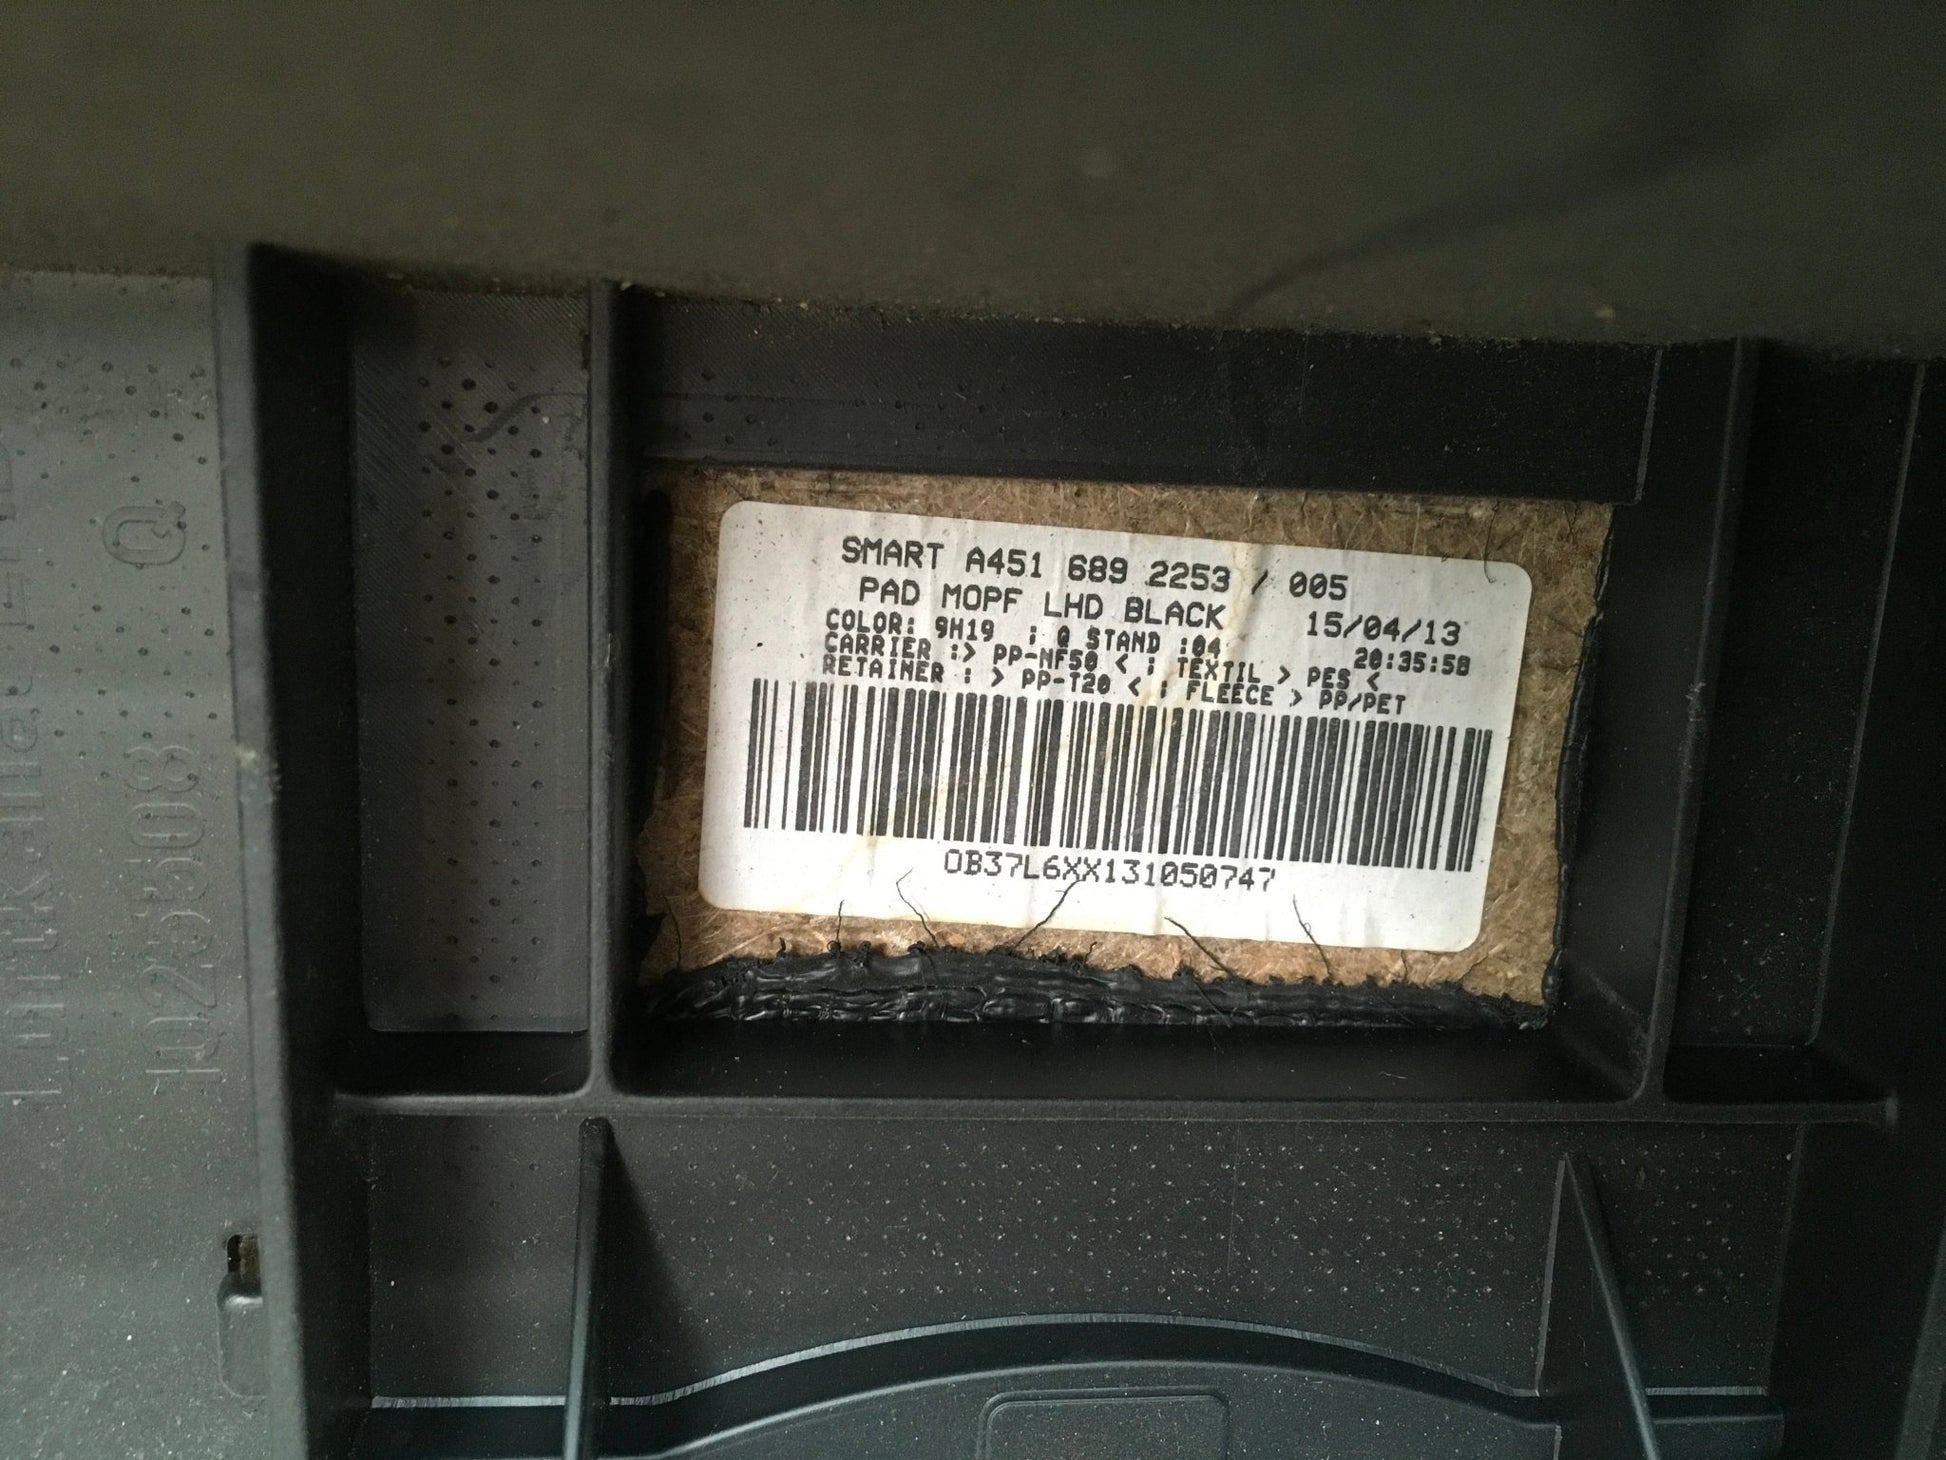 SMART A451 689 2253 / 005
PAD MOPF LHD BLACK 15/04/13
COLOR: 9H19 ; Q STAND :04 20:35:58
CARRIER :> PP-NF50 < ; TEXTIL > PES <
RETAINER : > PP-T20 < ; FLEECE > PP/PET
OB37L6XX131050747
Q